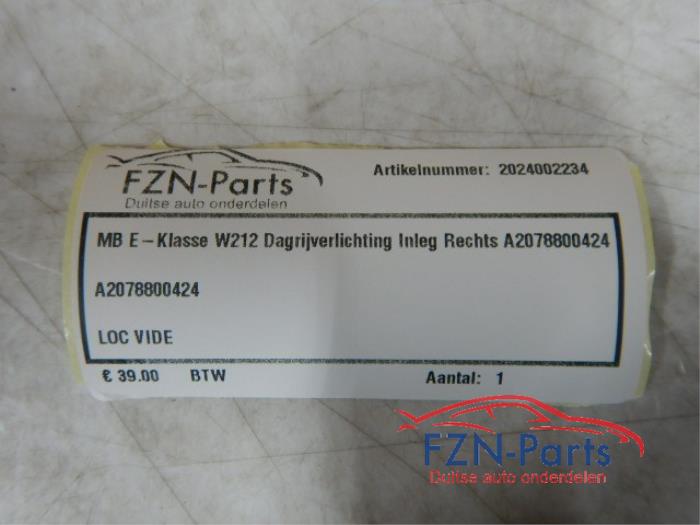 FZN-Parts
Duitse auto onderdelen
Artikelnummer: 2024002234
MB E-Klasse W212 Dagrijverlichting Inleg Rechts A2078800424
A2078800424
LOC VIDE
€ 39.00 BTW
Aantal: 1
FZN-Parts
Duitse auto onderdelen